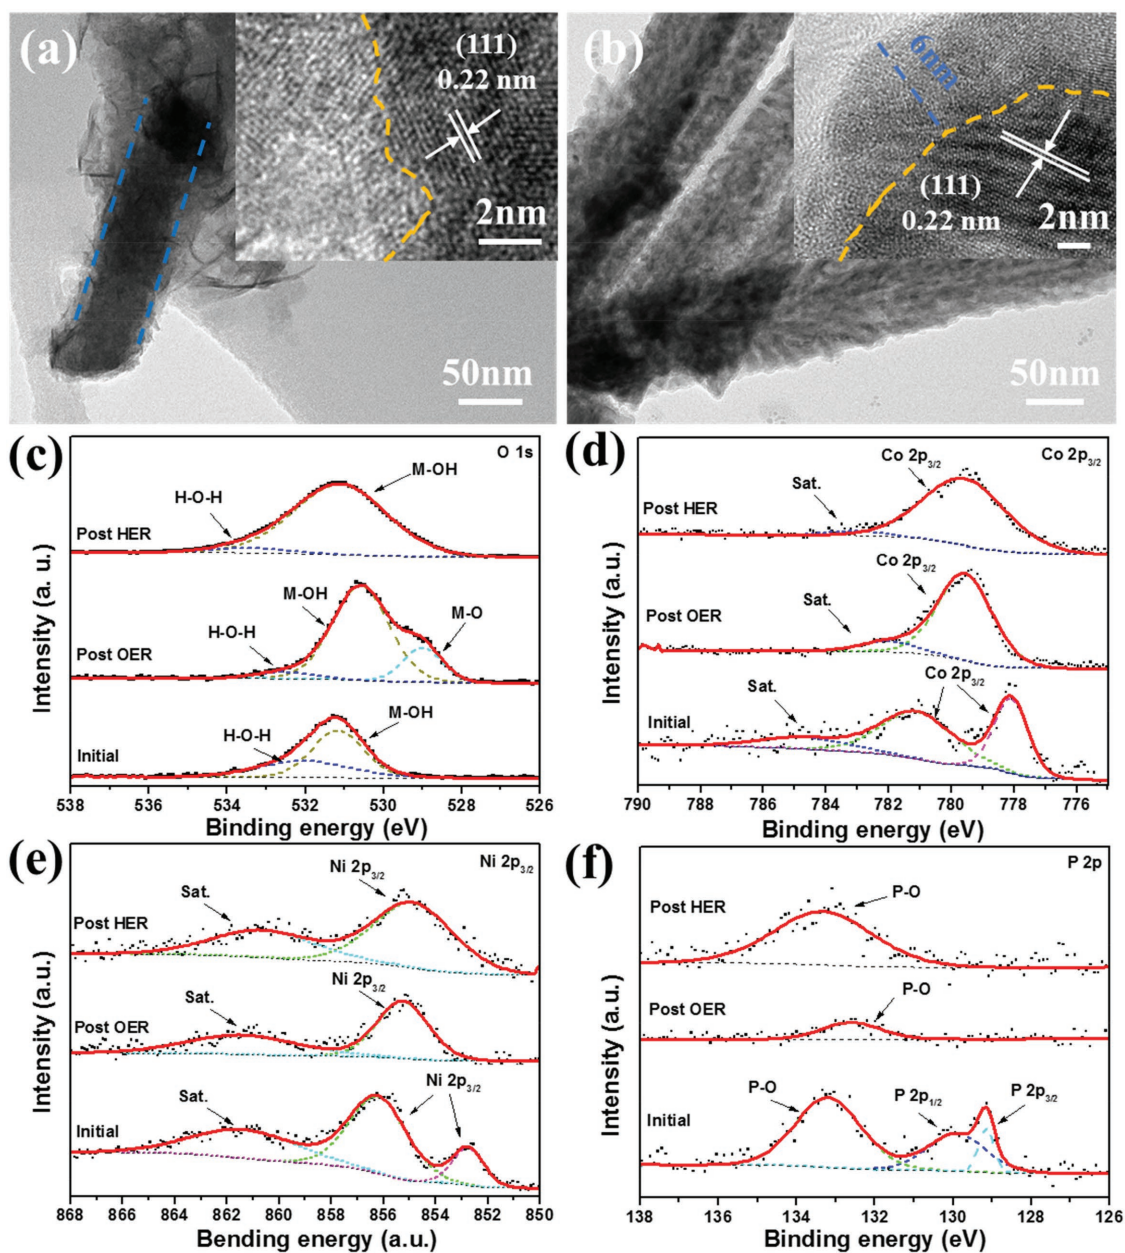 (a)
(111)
0.22 nm
2nm
50nm
(b)
6nm
(111)
0.22 nm
2nm
50nm
(c)
O 1s
M-OH
H-O-H
Post HER
M-OH
M-O
H-O-H
Post OER
M-OH
H-O-H
Initial
Intensity (a. u.)
538 536 534 532 530 528 526
Binding energy (eV)
(d)
Co 2p3/2
Co 2p3/2
Sat.
Post HER
Co 2p3/2
Sat.
Post OER
Co 2p3/2
Sat.
Initial
Intensity (a.u.)
790 788 786 784 782 780 778 776
Binding energy (eV)
(e)
Ni 2p3/2
Ni 2p3/2
Sat.
Post HER
Ni 2p3/2
Sat.
Post OER
Ni 2p3/2
Sat.
Initial
Intensity (a.u.)
868 866 864 862 860 858 856 854 852 850
Bending energy (a.u.)
(f)
P 2p
P-O
Post HER
P-O
Post OER
P-O
P 2p1/2
P 2p3/2
Initial
Intensity (a.u.)
138 136 134 132 130 128 126
Binding energy (eV)